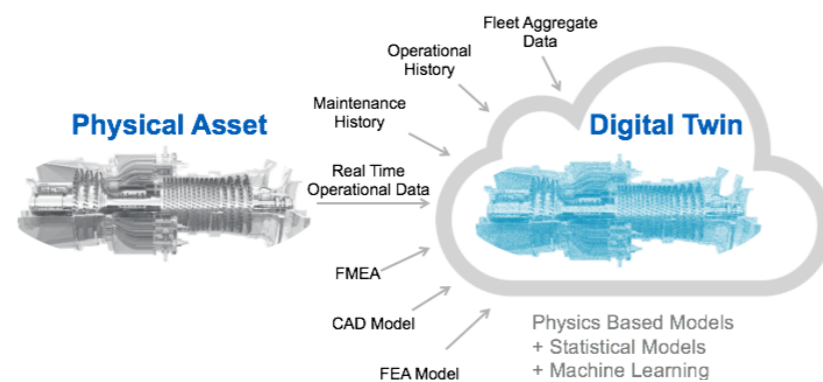 Fleet Aggregate
Data
Operational
History
Maintenance
History
Physical Asset
Digital Twin
Real Time
Operational Data
FMEA
CAD Model
FEA Model
Physics Based Models
+ Statistical Models
+ Machine Learning